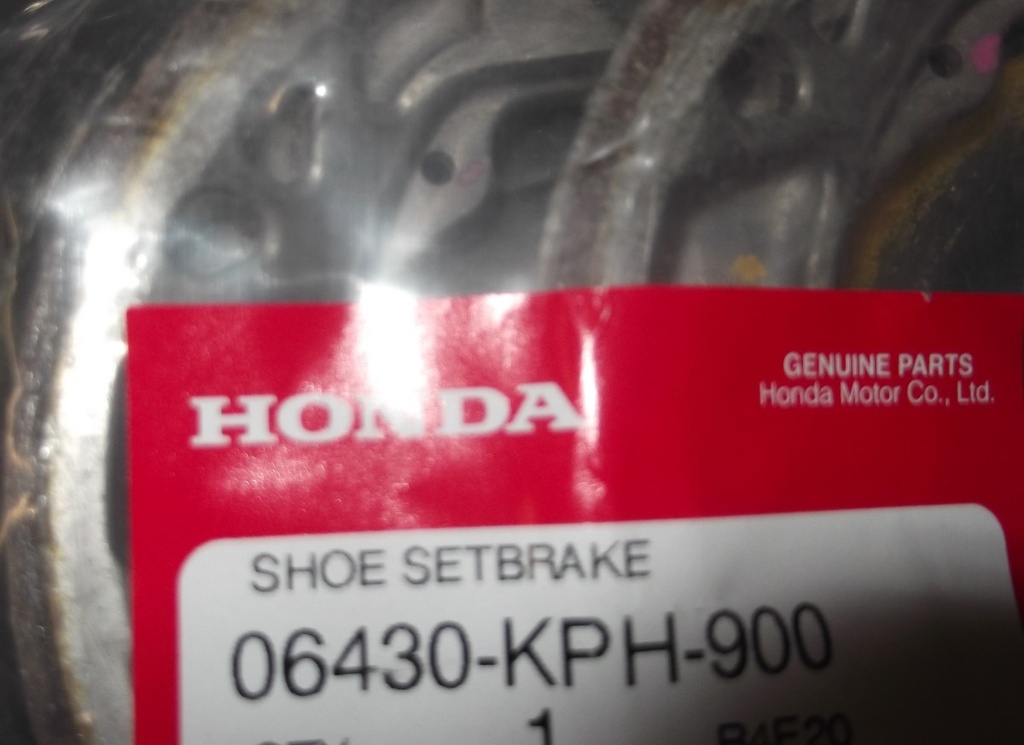 HONDA
GENUINE PARTS
Honda Motor Co., Ltd.
SHOE SETBRAKE
06430-KPH-900
1